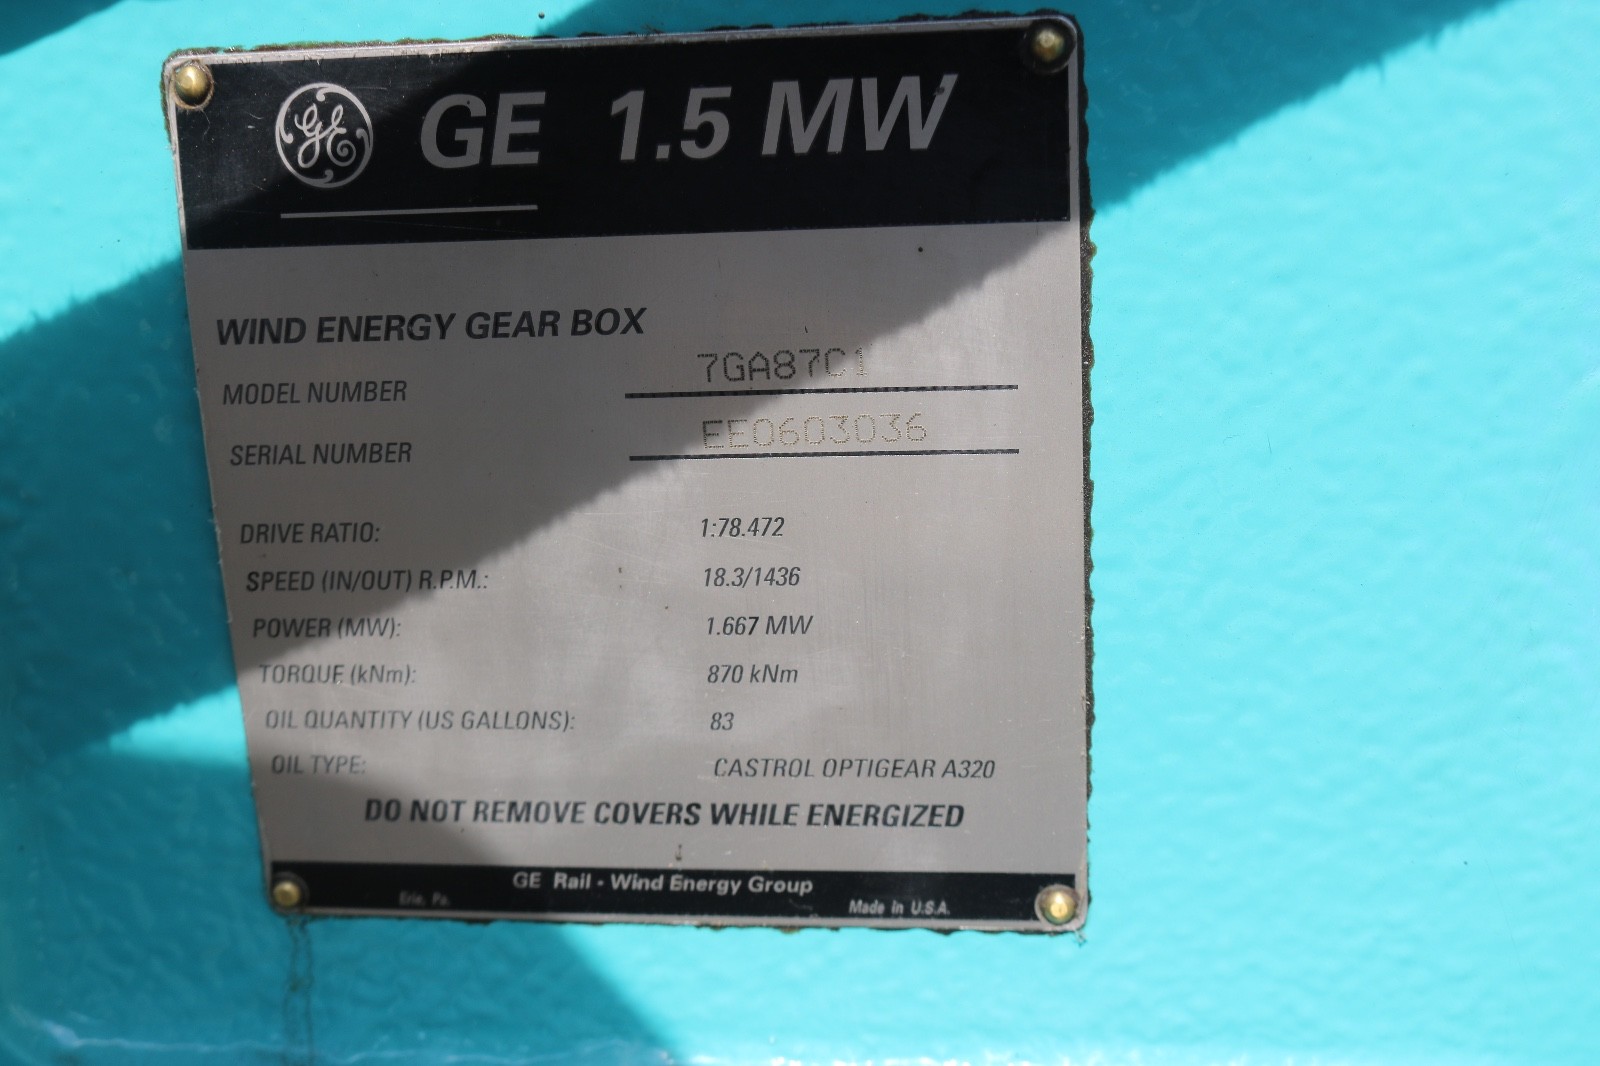 GE GE 1.5 MW
WIND ENERGY GEAR BOX
MODEL NUMBER 7GA87C1
SERIAL NUMBER EE0603036
DRIVE RATIO: 1:78.472
SPEED (IN/OUT) R.P.M.: 18.3/1436
POWER (MW): 1.667 MW
TORQUE (kNm): 870 kNm
OIL QUANTITY (US GALLONS): 83
OIL TYPE: CASTROL OPTIGEAR A320
DO NOT REMOVE COVERS WHILE ENERGIZED
GE Rail - Wind Energy Group
Erie, Pa. Made in U.S.A.